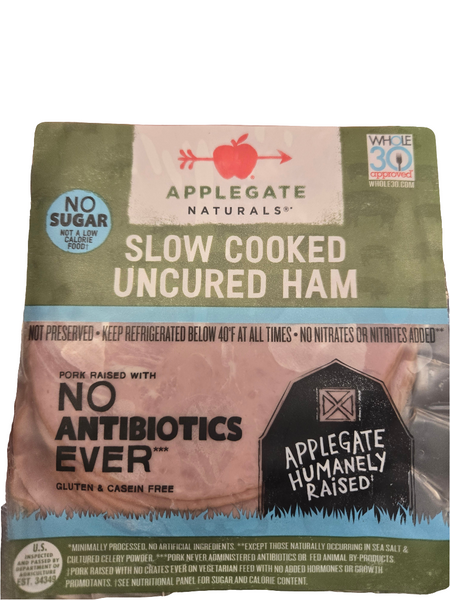 WHOLE
30
approved®
WHOLE30.COM
APPLEGATE
NATURALS®*
NO
SUGAR
NOT A LOW
CALORIE
FOOD†
SLOW COOKED
UNCURED HAM
NOT PRESERVED • KEEP REFRIGERATED BELOW 40°F AT ALL TIMES • NO NITRATES OR NITRITES ADDED**
PORK RAISED WITH
NO
ANTIBIOTICS
EVER***
GLUTEN & CASEIN FREE
APPLEGATE
HUMANELY
RAISED‡
U.S.
INSPECTED
AND PASSED BY
DEPARTMENT OF
AGRICULTURE
EST. 34349
*MINIMALLY PROCESSED, NO ARTIFICIAL INGREDIENTS. **EXCEPT THOSE NATURALLY OCCURRING IN SEA SALT &
CULTURED CELERY POWDER. ***PORK NEVER ADMINISTERED ANTIBIOTICS OR FED ANIMAL BY-PRODUCTS.
‡PORK RAISED WITH NO CRATES EVER ON VEGETARIAN FEED WITH NO ADDED HORMONES OR GROWTH
PROMOTANTS. †SEE NUTRITIONAL PANEL FOR SUGAR AND CALORIE CONTENT.